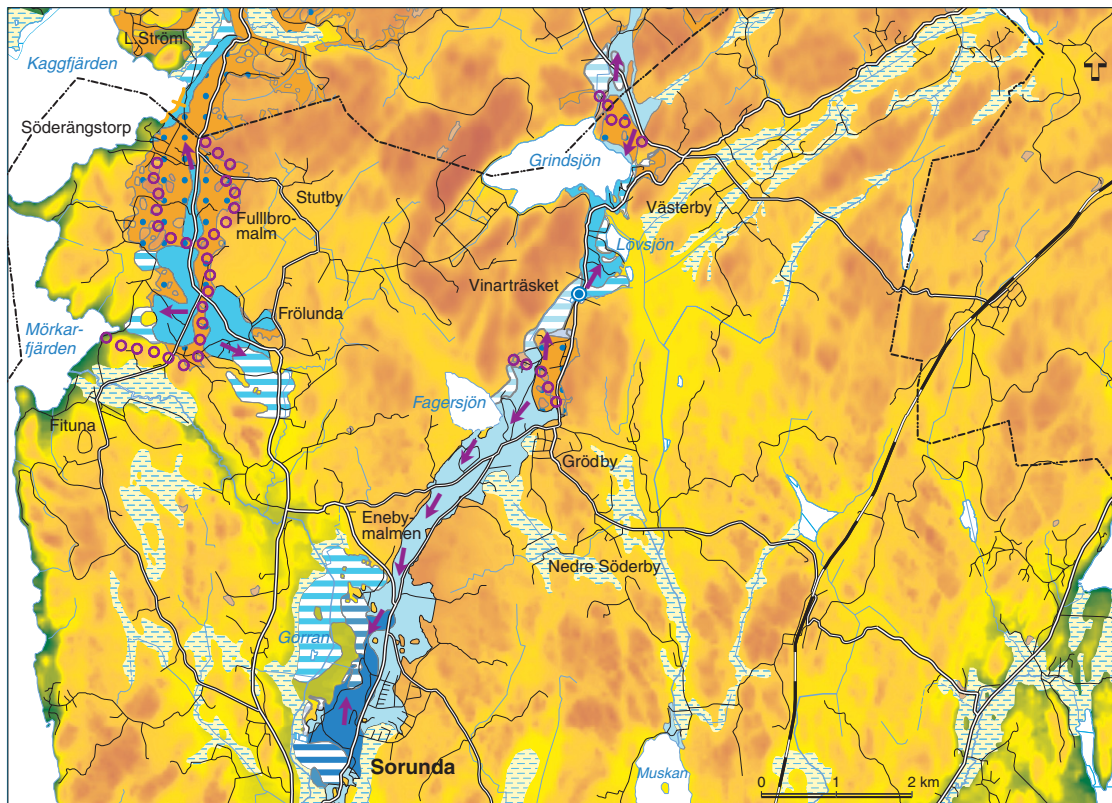 L. Ström
Kaggfjärden
Söderängstorp
Grindsjön
Stutby
Västerby
Fulllbro-
malm
Lövsjön
Vinarträsket
Frölunda
Mörkar-
fjärden
Fagersjön
Fituna
Grödby
Eneby-
malmen
Nedre Söderby
Gorran
Sorunda
Muskan
0 1 2 km